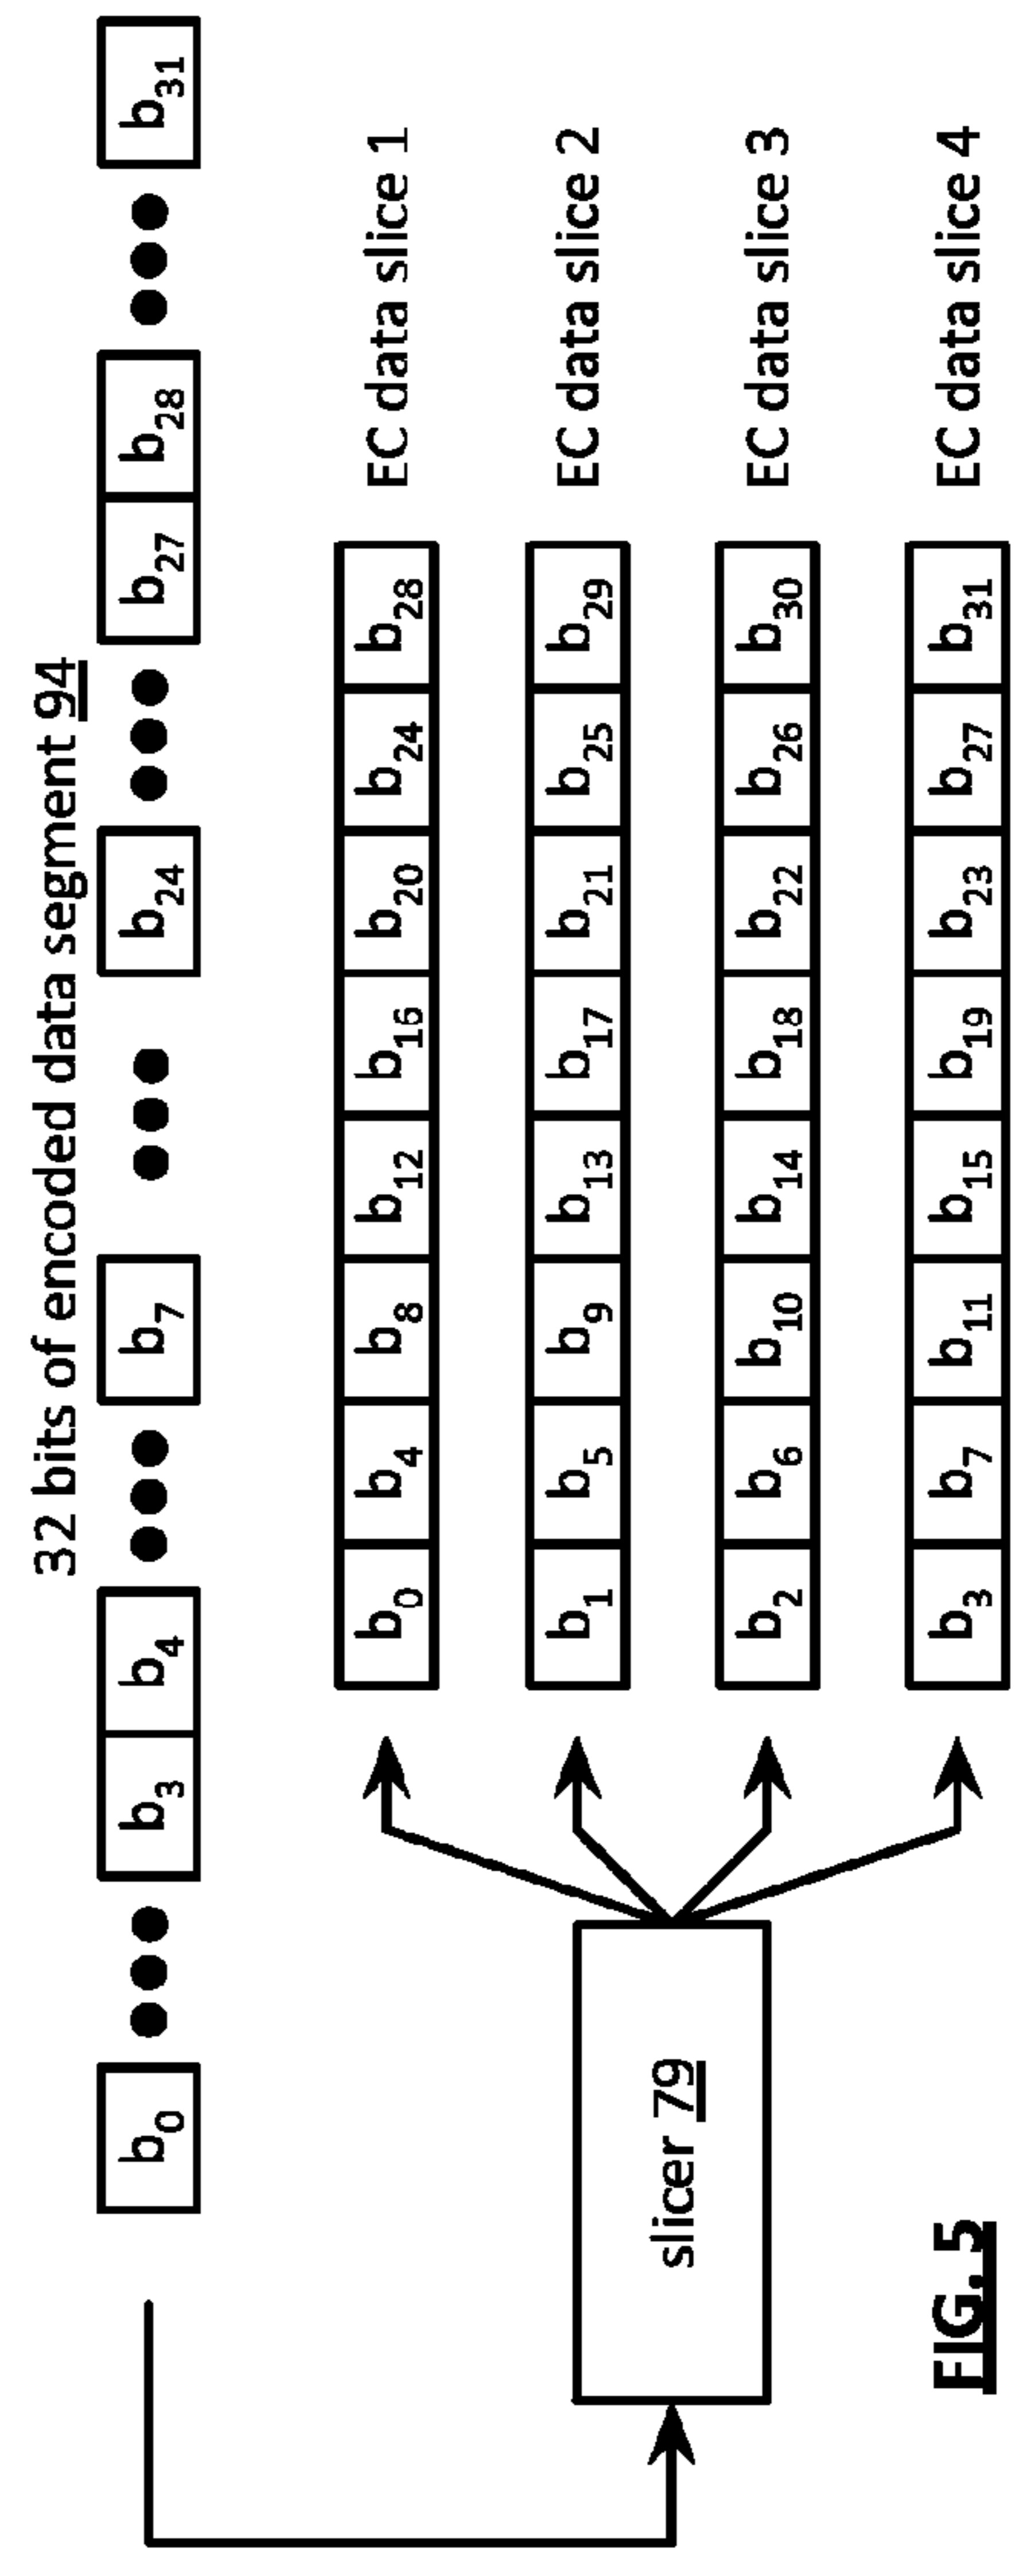 32 bits of encoded data segment 94
b0 ••• b3 b4 ••• b7 ••• b24 ••• b27 b28 ••• b31
b0 b4 b8 b12 b16 b20 b24 b28 EC data slice 1
b1 b5 b9 b13 b17 b21 b25 b29 EC data slice 2
slicer 79
b2 b6 b10 b14 b18 b22 b26 b30 EC data slice 3
b3 b7 b11 b15 b19 b23 b27 b31 EC data slice 4
FIG. 5